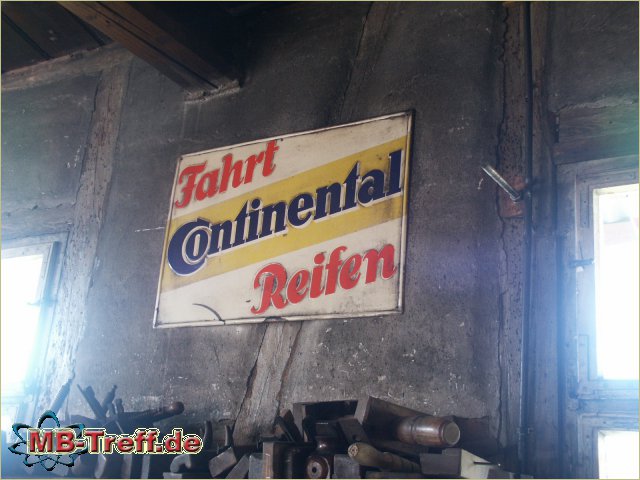 Fahrt
Continental
Reifen
MB-Treff.de